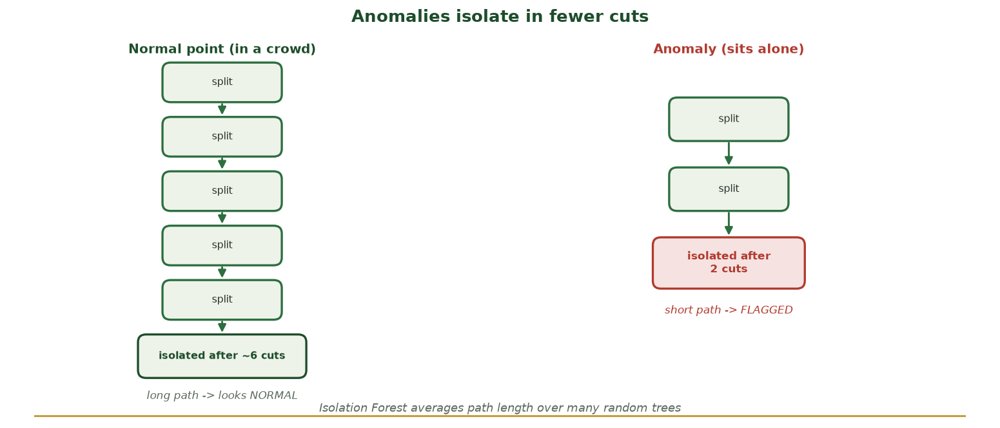 Anomalies isolate in fewer cuts
Normal point (in a crowd)
split
split
split
split
split
isolated after ~6 cuts
long path -> looks NORMAL
Anomaly (sits alone)
split
split
isolated after
2 cuts
short path -> FLAGGED
Isolation Forest averages path length over many random trees